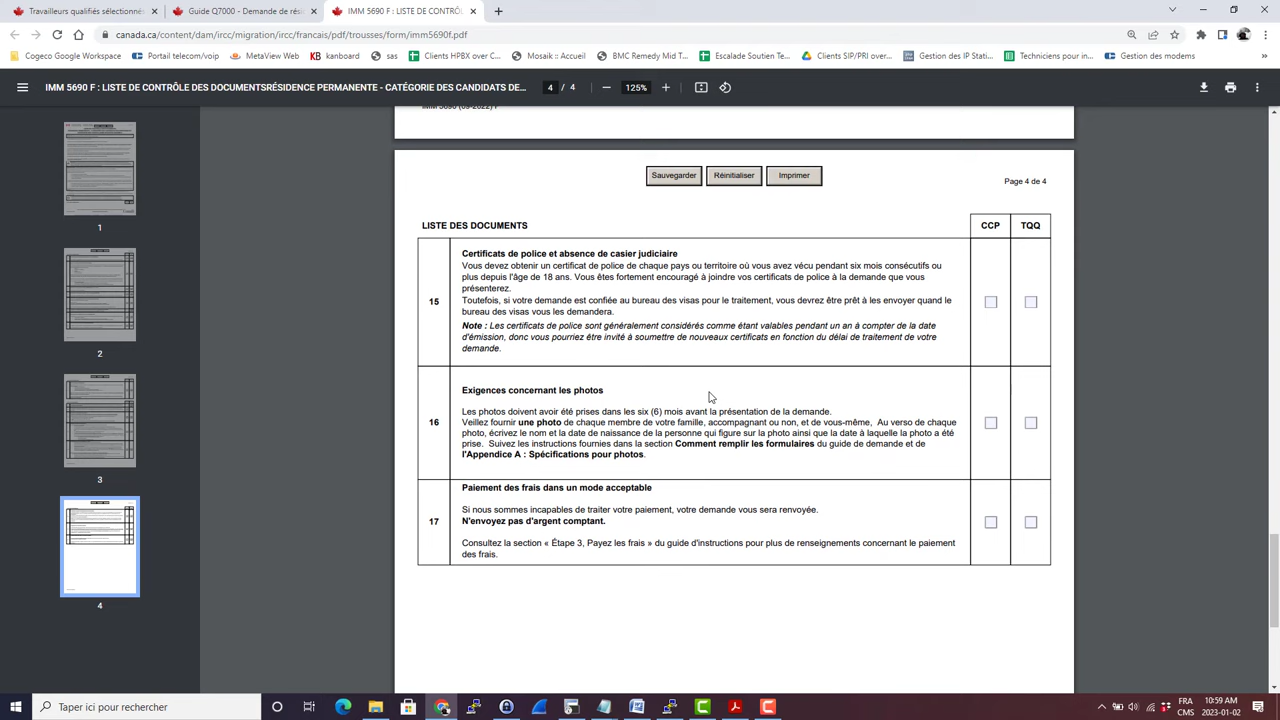 Travailleurs qualifiés sélectionnés
Guide Q7000 - Demande de rési
IMM 5690 F : LISTE DE CONTRÔL
canada.ca/content/dam/ircc/migration/ircc/francais/pdf/trousses/form/imm5690f.pdf
Cogeco Google Workspace
Portail telecom/voip
MetaView Web
kanboard
sas
Clients HPBX over C...
Mosaik :: Accueil
BMC Remedy Mid T...
Escalade Soutien Te...
Clients SIP/PRI over...
Gestion des IP Stati...
Techniciens pour in...
Gestion des modems
»
IMM 5690 F : LISTE DE CONTRÔLE DES DOCUMENTSRÉSIDENCE PERMANENTE - CATÉGORIE DES CANDIDATS DE...
4 / 4
125%
1
2
3
4
IMM 5690 (09-2022) F
Sauvegarder
Réinitialiser
Imprimer
Page 4 de 4
LISTE DES DOCUMENTS
CCP
TQQ
15
Certificats de police et absence de casier judiciaire
Vous devez obtenir un certificat de police de chaque pays ou territoire où vous avez vécu pendant six mois consécutifs ou
plus depuis l'âge de 18 ans. Vous êtes fortement encouragé à joindre vos certificats de police à la demande que vous
présenterez.
Toutefois, si votre demande est confiée au bureau des visas pour le traitement, vous devrez être prêt à les envoyer quand le
bureau des visas vous les demandera.
Note : Les certificats de police sont généralement considérés comme étant valables pendant un an à compter de la date
d'émission, donc vous pourriez être invité à soumettre de nouveaux certificats en fonction du délai de traitement de votre
demande.
16
Exigences concernant les photos
Les photos doivent avoir été prises dans les six (6) mois avant la présentation de la demande.
Veillez fournir une photo de chaque membre de votre famille, accompagnant ou non, et de vous-même, Au verso de chaque
photo, écrivez le nom et la date de naissance de la personne qui figure sur la photo ainsi que la date à laquelle la photo a été
prise. Suivez les instructions fournies dans la section Comment remplir les formulaires du guide de demande et de
l'Appendice A : Spécifications pour photos.
17
Paiement des frais dans un mode acceptable
Si nous sommes incapables de traiter votre paiement, votre demande vous sera renvoyée.
N'envoyez pas d'argent comptant.
Consultez la section « Étape 3, Payez les frais » du guide d'instructions pour plus de renseignements concernant le paiement
des frais.
Taper ici pour rechercher
FRA
CMS
10:59 AM
2023-01-02